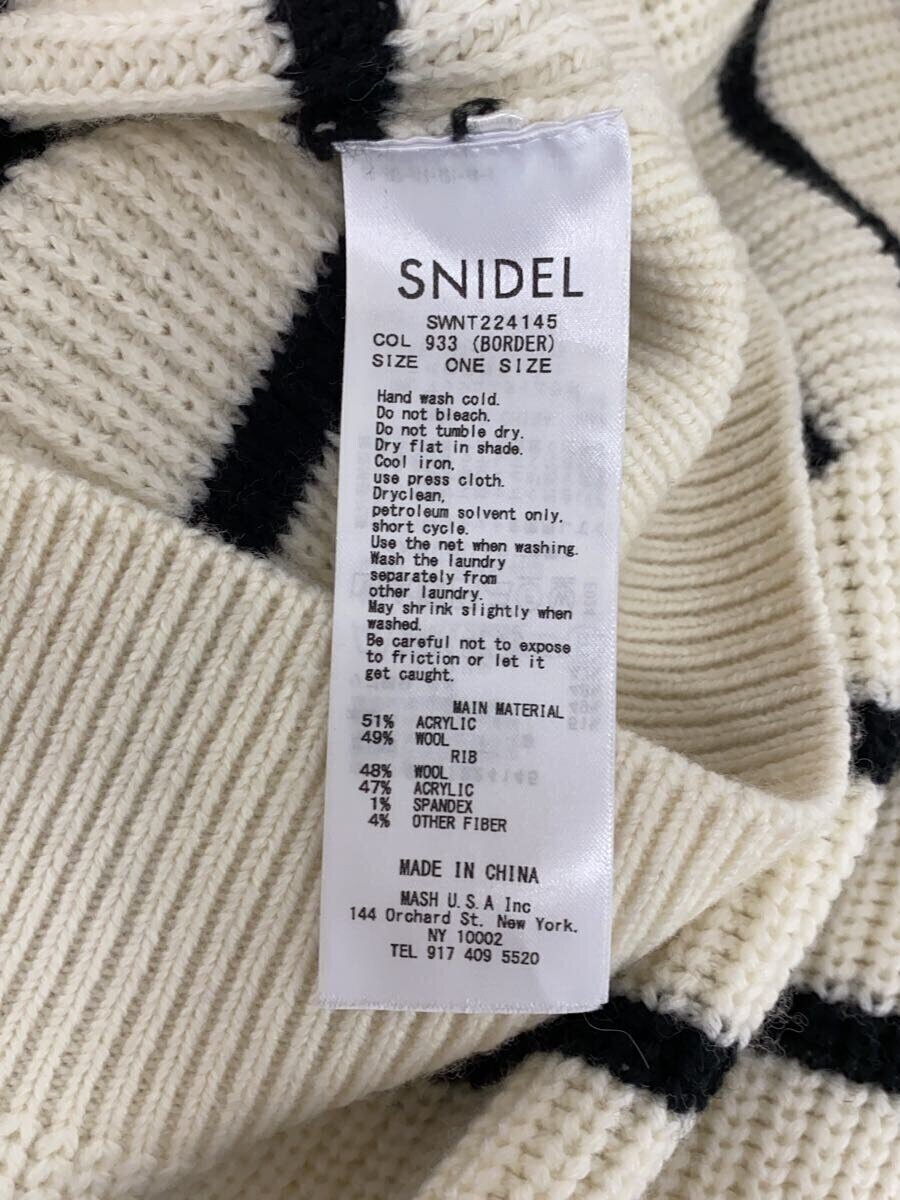 SNIDEL
SWNT224145
COL 933 (BORDER)
SIZE ONE SIZE
Hand wash cold.
Do not bleach.
Do not tumble dry.
Dry flat in shade.
Cool iron,
use press cloth.
Dryclean,
petroleum solvent only,
short cycle.
Use the net when washing.
Wash the laundry
separately from
other laundry.
May shrink slightly when
washed.
Be careful not to expose
to friction or let it
get caught.
MAIN MATERIAL
51% ACRYLIC
49% WOOL
RIB
48% WOOL
47% ACRYLIC
1% SPANDEX
4% OTHER FIBER
MADE IN CHINA
MASH U.S.A Inc
144 Orchard St. New York.
NY 10002
TEL 917 409 5520